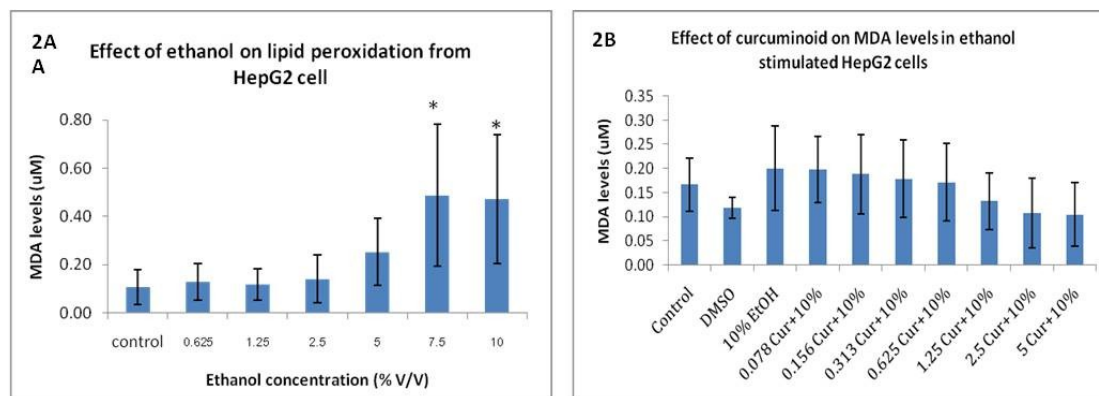 2A
A
Effect of ethanol on lipid peroxidation from
HepG2 cell
*
*
MDA levels (uM)
0.80
0.60
0.40
0.20
0.00
control 0.625 1.25 2.5 5 7.5 10
Ethanol concentration (% V/V)
2B
Effect of curcuminoid on MDA levels in ethanol
stimulated HepG2 cells
MDA levels (uM)
0.35
0.30
0.25
0.20
0.15
0.10
0.05
0.00
Control
DMSO
10% EtOH
0.078 Cur+10%
0.156 Cur+10%
0.313 Cur+10%
0.625 Cur+10%
1.25 Cur+10%
2.5 Cur+10%
5 Cur+10%